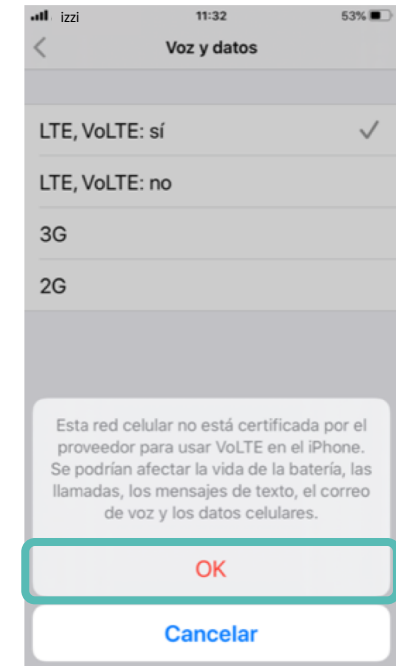 izzi 11:32 53%
Voz y datos
LTE, VoLTE: sí
LTE, VoLTE: no
3G
2G
Esta red celular no está certificada por el
proveedor para usar VoLTE en el iPhone.
Se podrían afectar la vida de la batería, las
llamadas, los mensajes de texto, el correo
de voz y los datos celulares.
OK
Cancelar